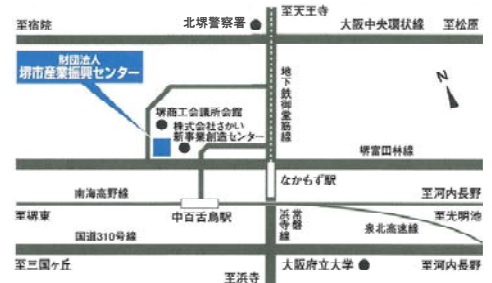 至天王寺
北堺警察署
至宿院
大阪中央環状線
至松原
財団法人
堺市産業振興センター
N
地下鉄御堂筋線
堺商工会議所会館
株式会社さかい
新事業創造センター
堺富田林線
なかもず駅
南海高野線
至河内長野
至堺東
中百舌鳥駅
常磐
浜寺線
至光明池
泉北高速線
国道310号線
至三国ヶ丘
至浜寺
大阪府立大学
至河内長野